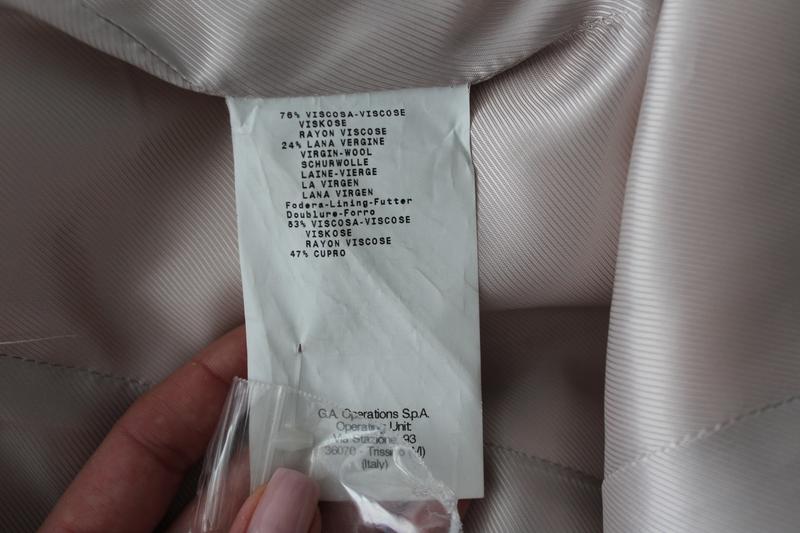 76% VISCOSA-VISCOSE
VISKOSE
RAYON VISCOSE
24% LANA VERGINE
VIRGIN-WOOL
SCHURWOLLE
LAINE-VIERGE
LA VIRGEN
LANA VIRGEN
Fodera-Lining-Futter
Doublure-Forro
53% VISCOSA-VISCOSE
VISKOSE
RAYON VISCOSE
47% CUPRO
G.A. Operations S.p.A.
Operating Unit:
Via Stazione, 93
36070 - Trissino (VI)
(Italy)